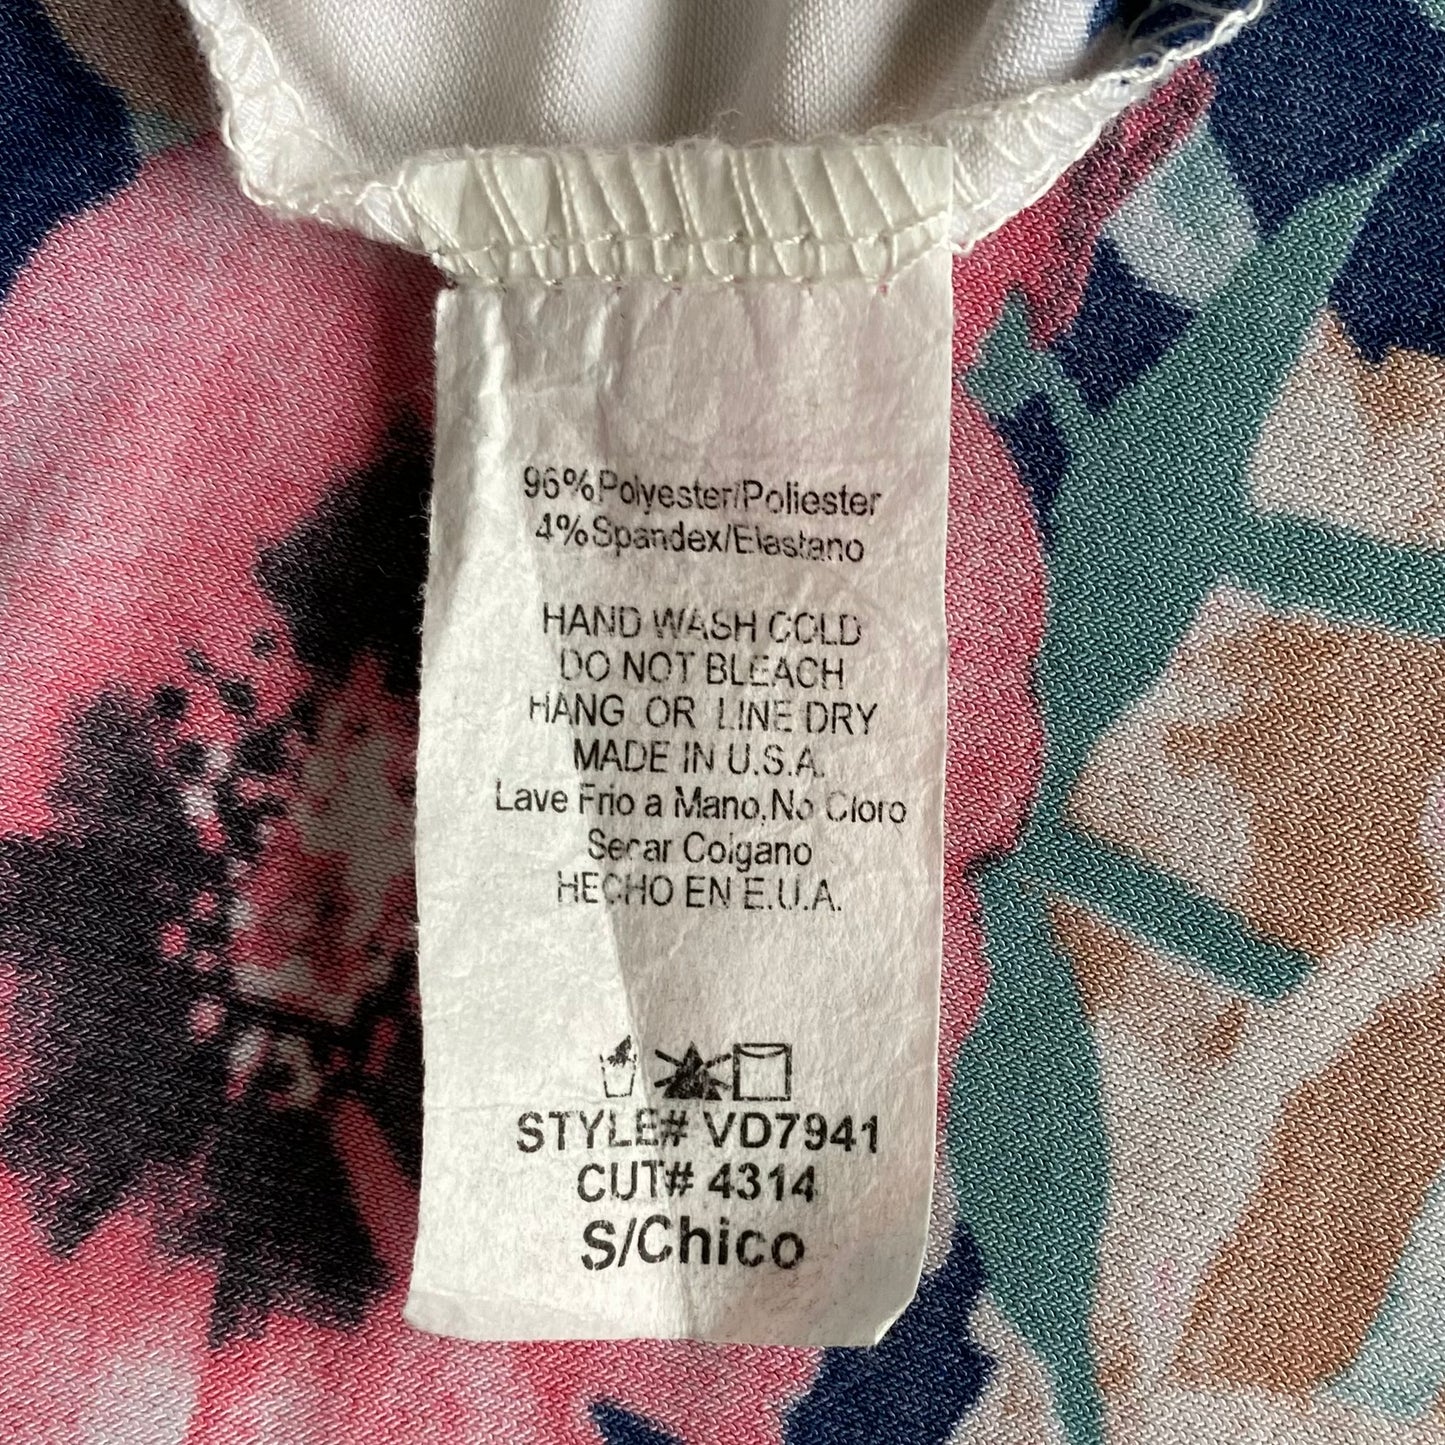 96%Polyester/Poliester
4%Spandex/Elastano
HAND WASH COLD
DO NOT BLEACH
HANG OR LINE DRY
MADE IN U.S.A.
Lave Frio a Mano,No Cloro
Secar Colgano
HECHO EN E.U.A.
STYLE# VD7941
CUT# 4314
S/Chico